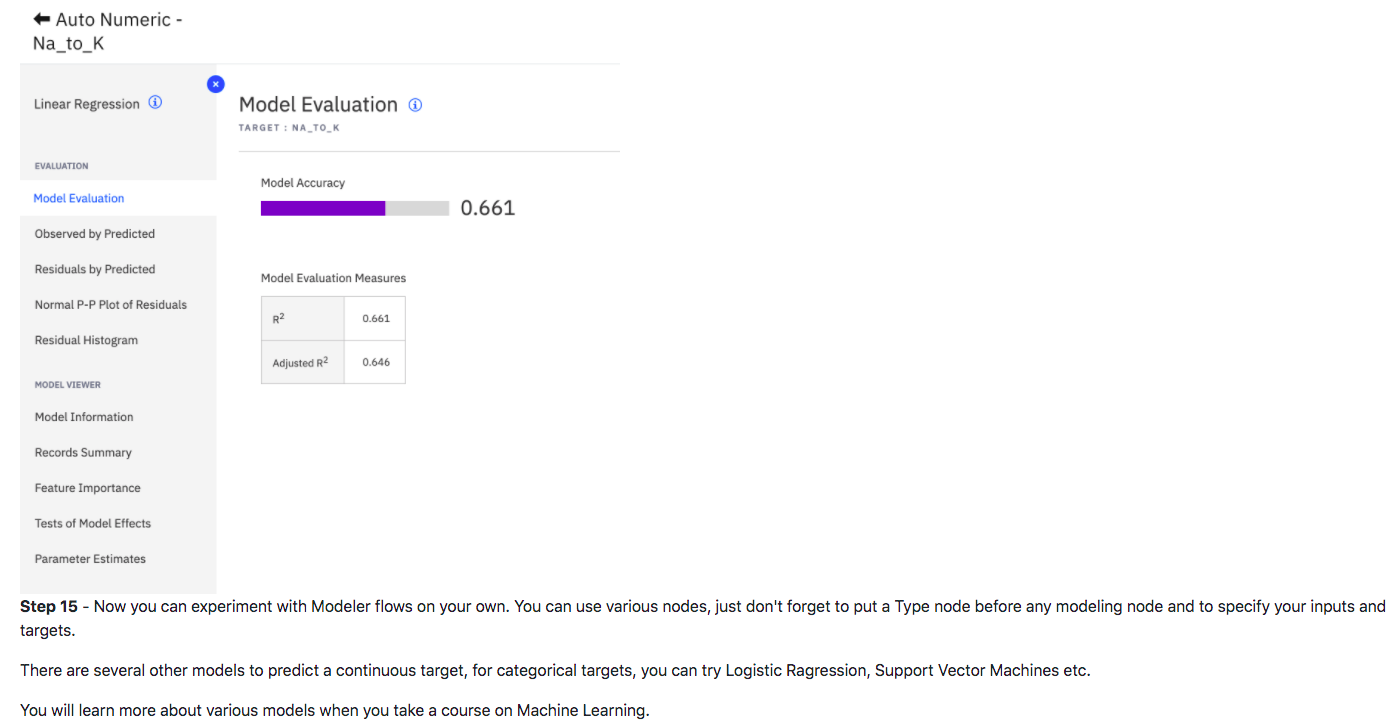 Auto Numeric -
Na_to_K
Linear Regression
EVALUATION
Model Evaluation
Observed by Predicted
Residuals by Predicted
Normal P-P Plot of Residuals
Residual Histogram
MODEL VIEWER
Model Information
Records Summary
Feature Importance
Tests of Model Effects
Parameter Estimates
Model Evaluation
TARGET : NA_TO_K
Model Accuracy
0.661
Model Evaluation Measures
R² 0.661
Adjusted R² 0.646
Step 15 - Now you can experiment with Modeler flows on your own. You can use various nodes, just don't forget to put a Type node before any modeling node and to specify your inputs and
targets.
There are several other models to predict a continuous target, for categorical targets, you can try Logistic Ragression, Support Vector Machines etc.
You will learn more about various models when you take a course on Machine Learning.